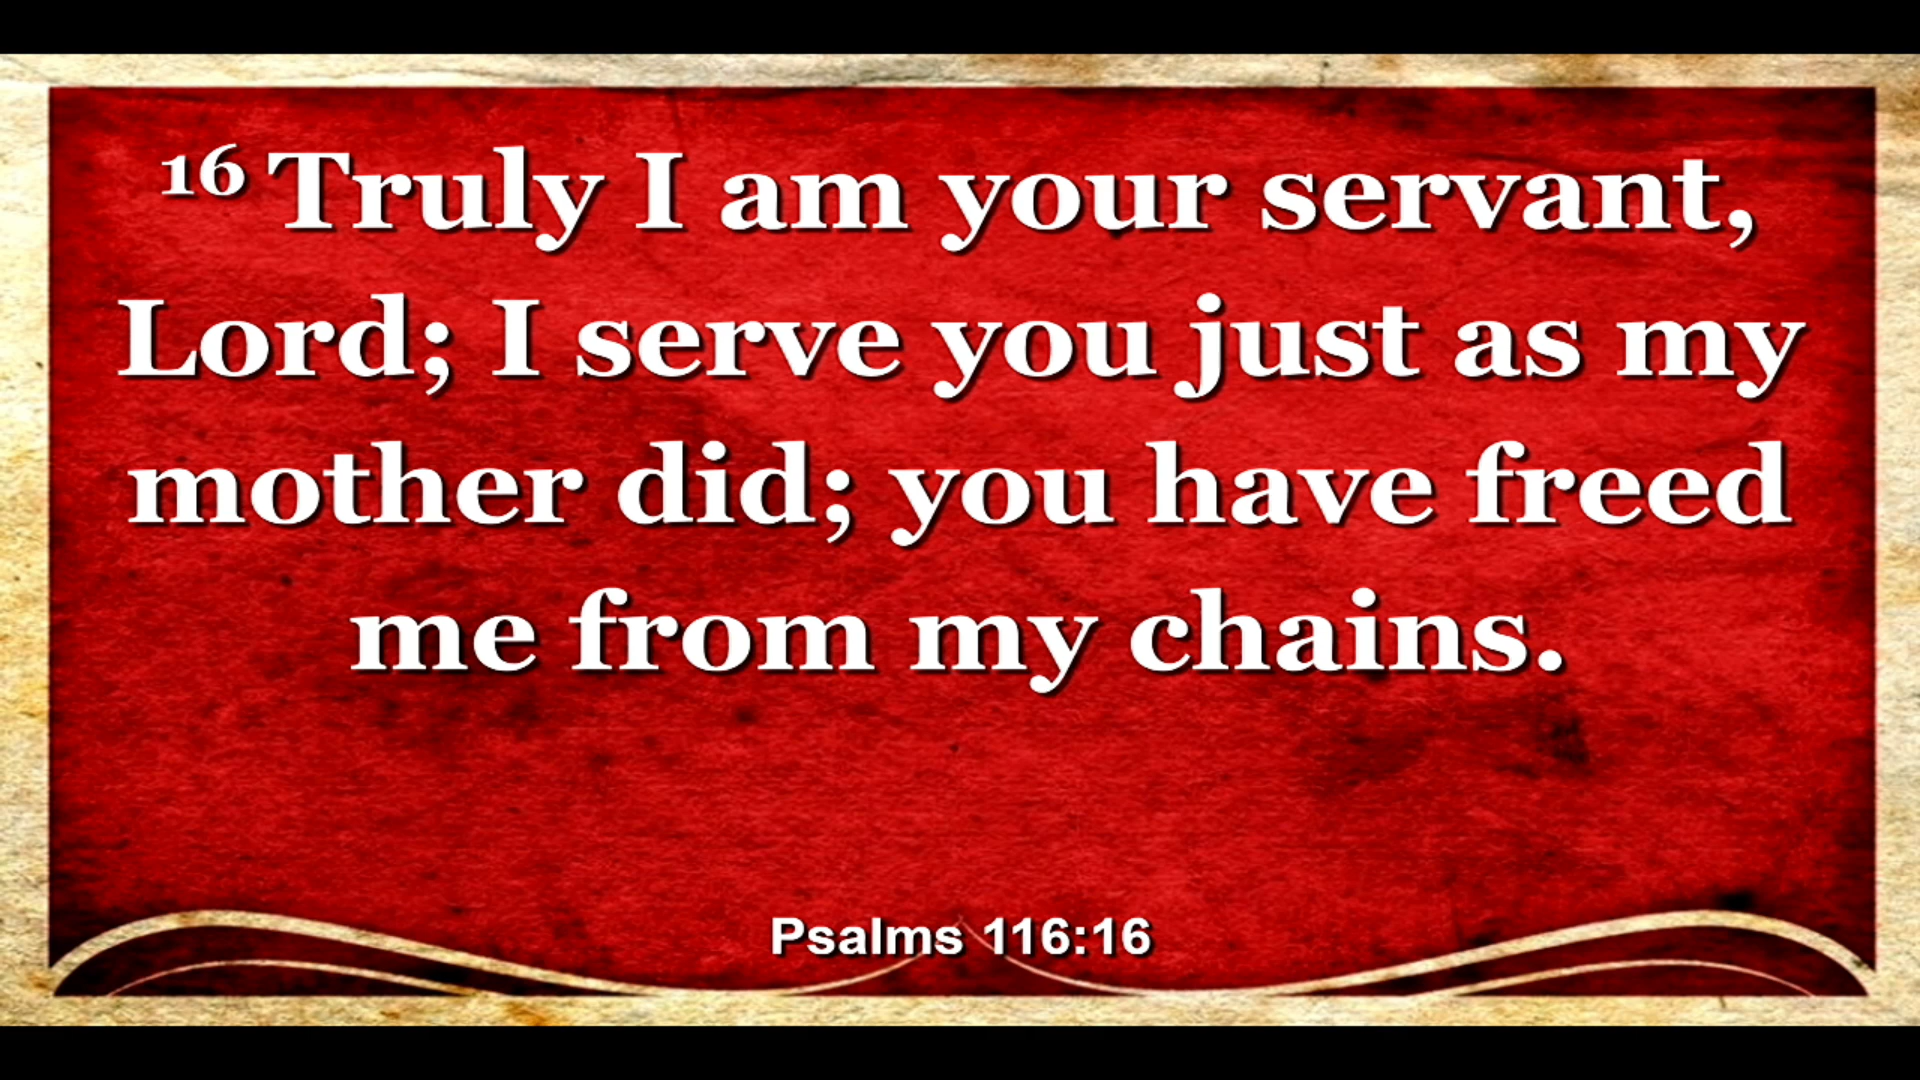 16 Truly I am your servant,
Lord; I serve you just as my
mother did; you have freed
me from my chains.
Psalms 116:16